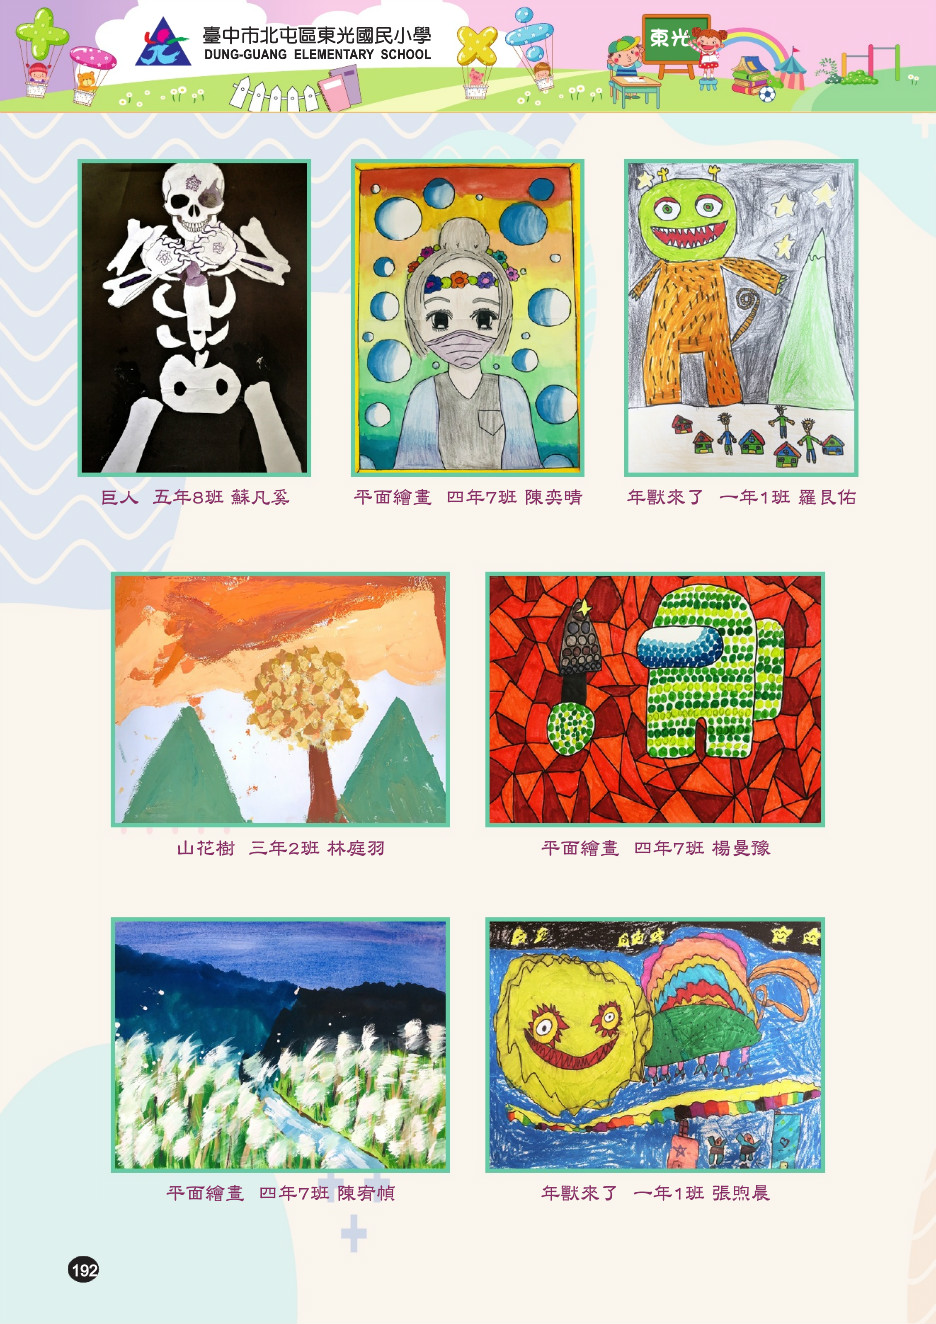 臺中市北屯區東光國民小學
DUNG-GUANG ELEMENTARY SCHOOL
東光
巨人 五年8班 蘇凡奚
平面繪畫 四年7班 陳奕晴
年獸來了 一年1班 羅良佑
山花樹 三年2班 林庭羽
平面繪畫 四年7班 楊曼豫
平面繪畫 四年7班 陳宥幀
年獸來了 一年1班 張煦晨
192